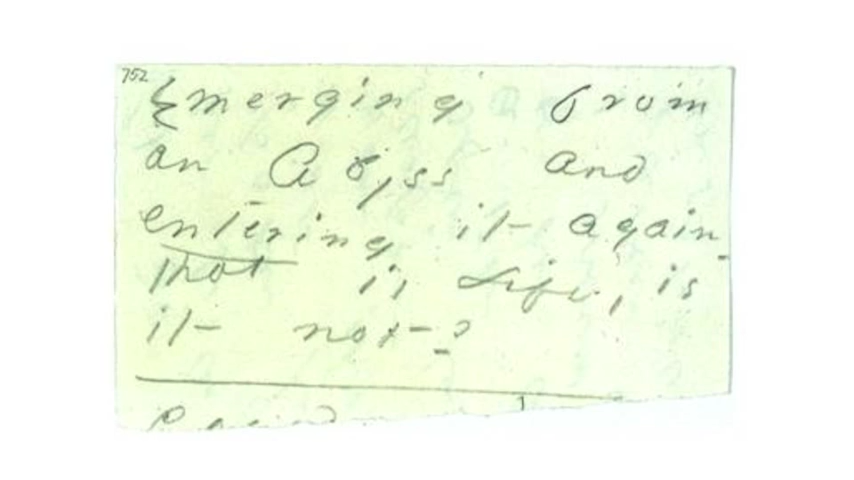 752
Emerging from
an Abyss and
entering it again -
that is Life, is
it not - ?